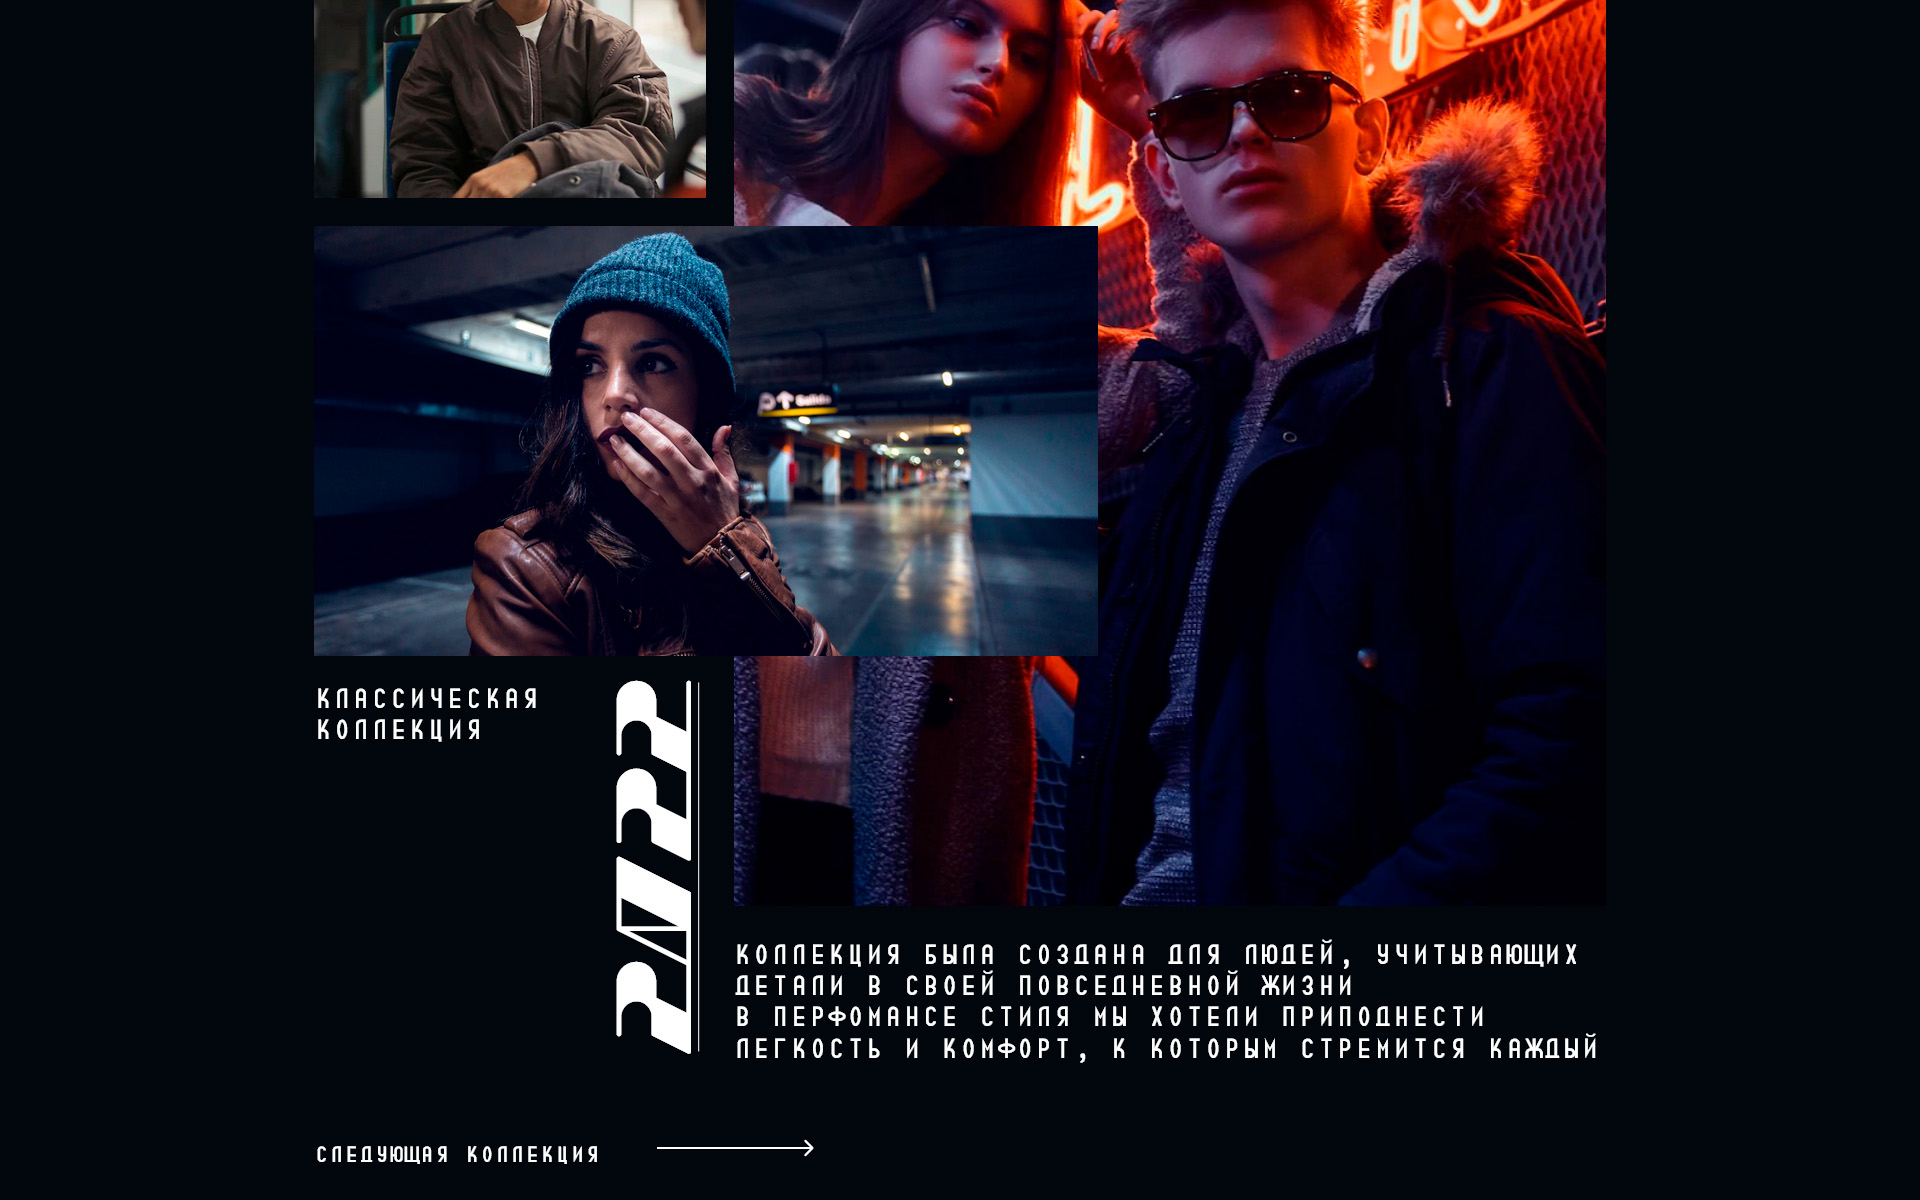 Salida
КЛАССИЧЕСКАЯ
КОЛЛЕКЦИЯ
КОЛЛЕКЦИЯ БЫЛА СОЗДАНА ДЛЯ ЛЮДЕЙ, УЧИТЫВАЮЩИХ
ДЕТАЛИ В СВОЕЙ ПОВСЕДНЕВНОЙ ЖИЗНИ
В ПЕРФОМАНСЕ СТИЛЯ МЫ ХОТЕЛИ ПРИПОДНЕСТИ
ЛЕГКОСТЬ И КОМФОРТ, К КОТОРЫМ СТРЕМИТСЯ КАЖДЫЙ
СЛЕДУЮЩАЯ КОЛЛЕКЦИЯ